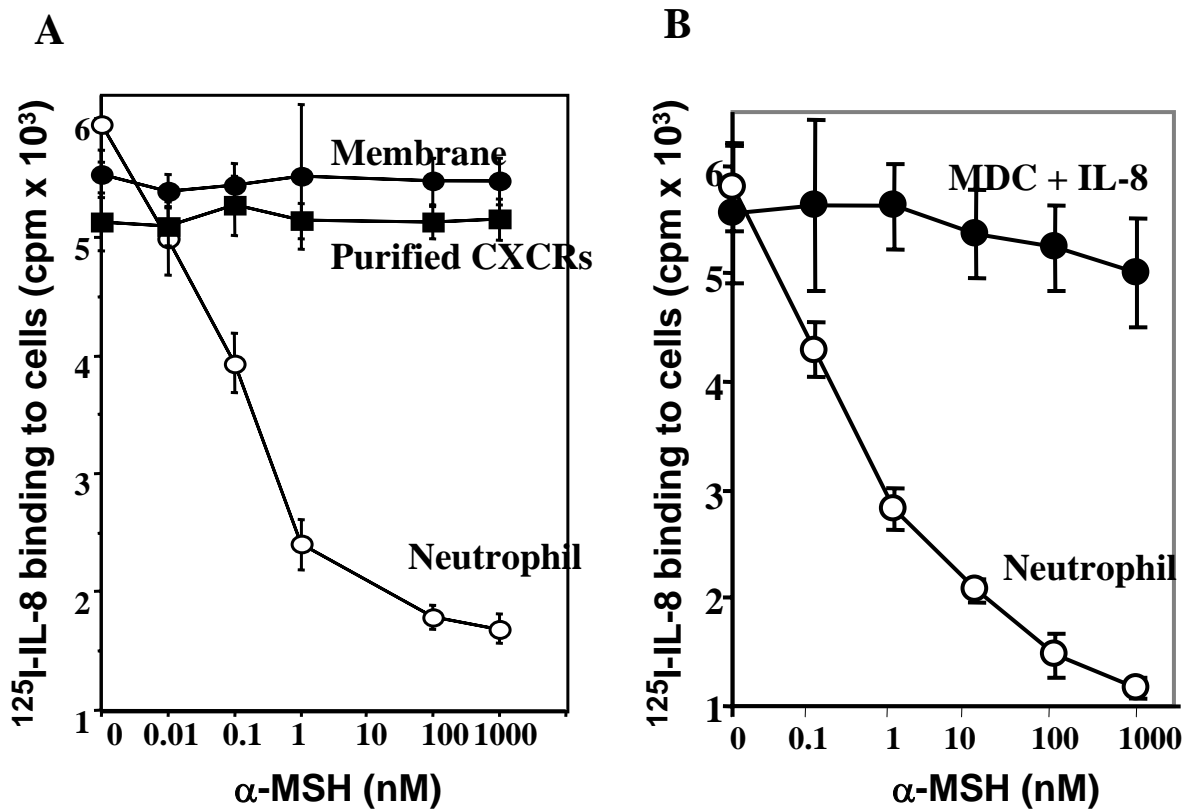 A
¹²⁵I-IL-8 binding to cells (cpm x 10³)
6
5
4
3
2
1
Membrane
Purified CXCRs
Neutrophil
0 0.01 0.1 1 10 100 1000
α-MSH (nM)
B
¹²⁵I-IL-8 binding to cells (cpm x 10³)
6
5
4
3
2
1
MDC + IL-8
Neutrophil
0 0.1 1 10 100 1000
α-MSH (nM)